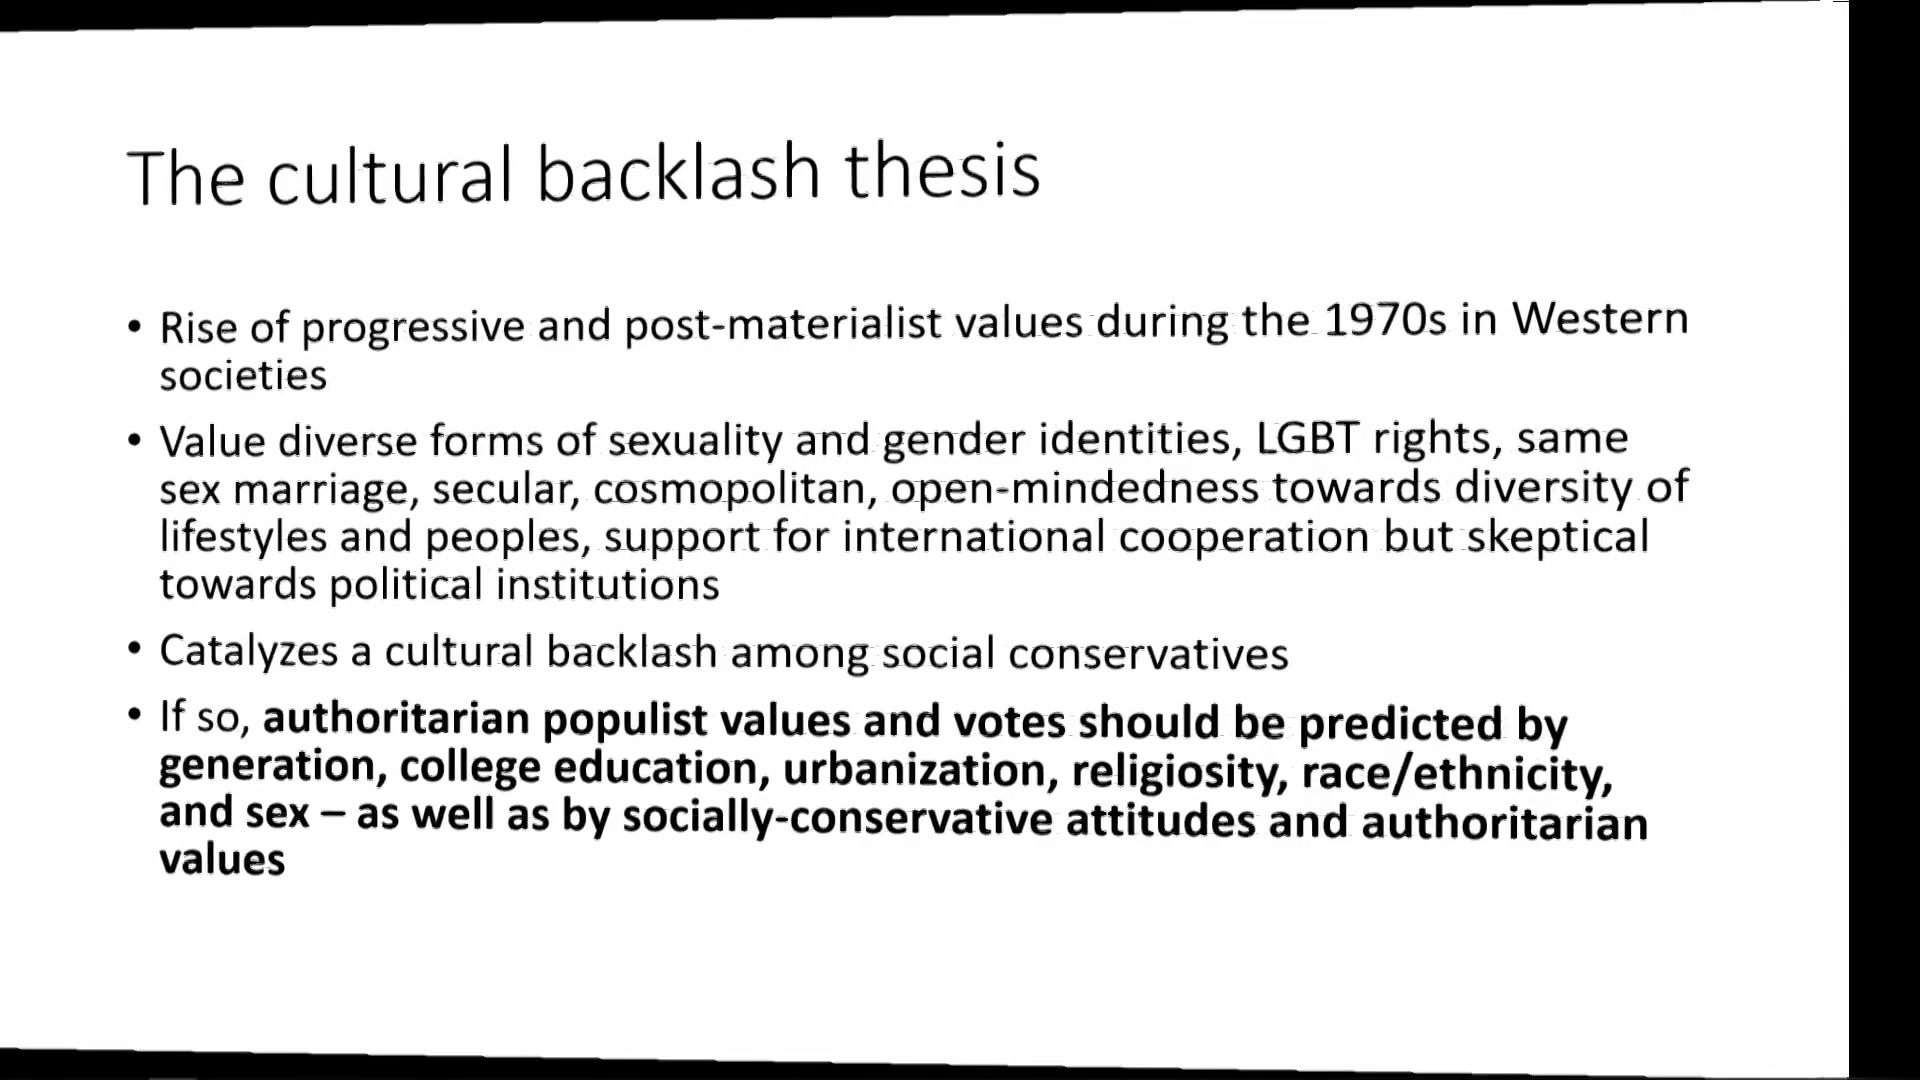 The cultural backlash thesis
• Rise of progressive and post-materialist values during the 1970s in Western
societies
• Value diverse forms of sexuality and gender identities, LGBT rights, same
sex marriage, secular, cosmopolitan, open-mindedness towards diversity of
lifestyles and peoples, support for international cooperation but skeptical
towards political institutions
• Catalyzes a cultural backlash among social conservatives
• If so, authoritarian populist values and votes should be predicted by
generation, college education, urbanization, religiosity, race/ethnicity,
and sex – as well as by socially-conservative attitudes and authoritarian
values